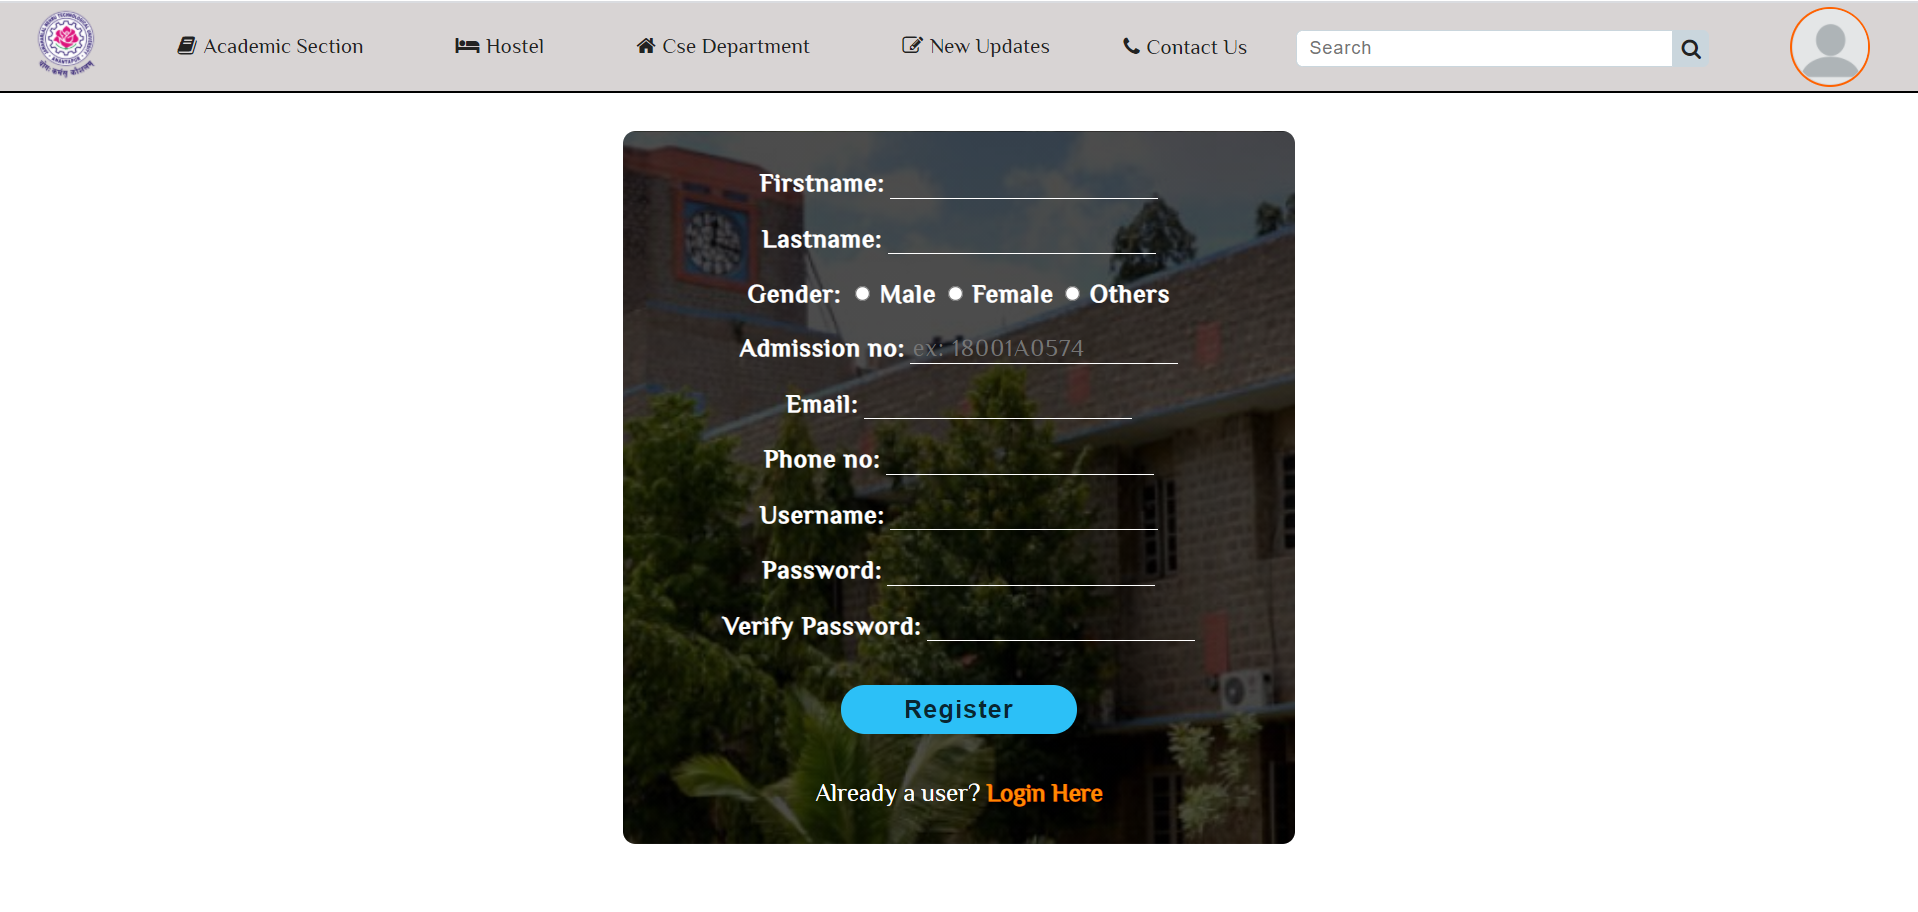 Academic Section
Hostel
Cse Department
New Updates
Contact Us
Search
Firstname:
Lastname:
Gender: Male Female Others
Admission no: ex: 18001A0574
Email:
Phone no:
Username:
Password:
Verify Password:
Register
Already a user? Login Here